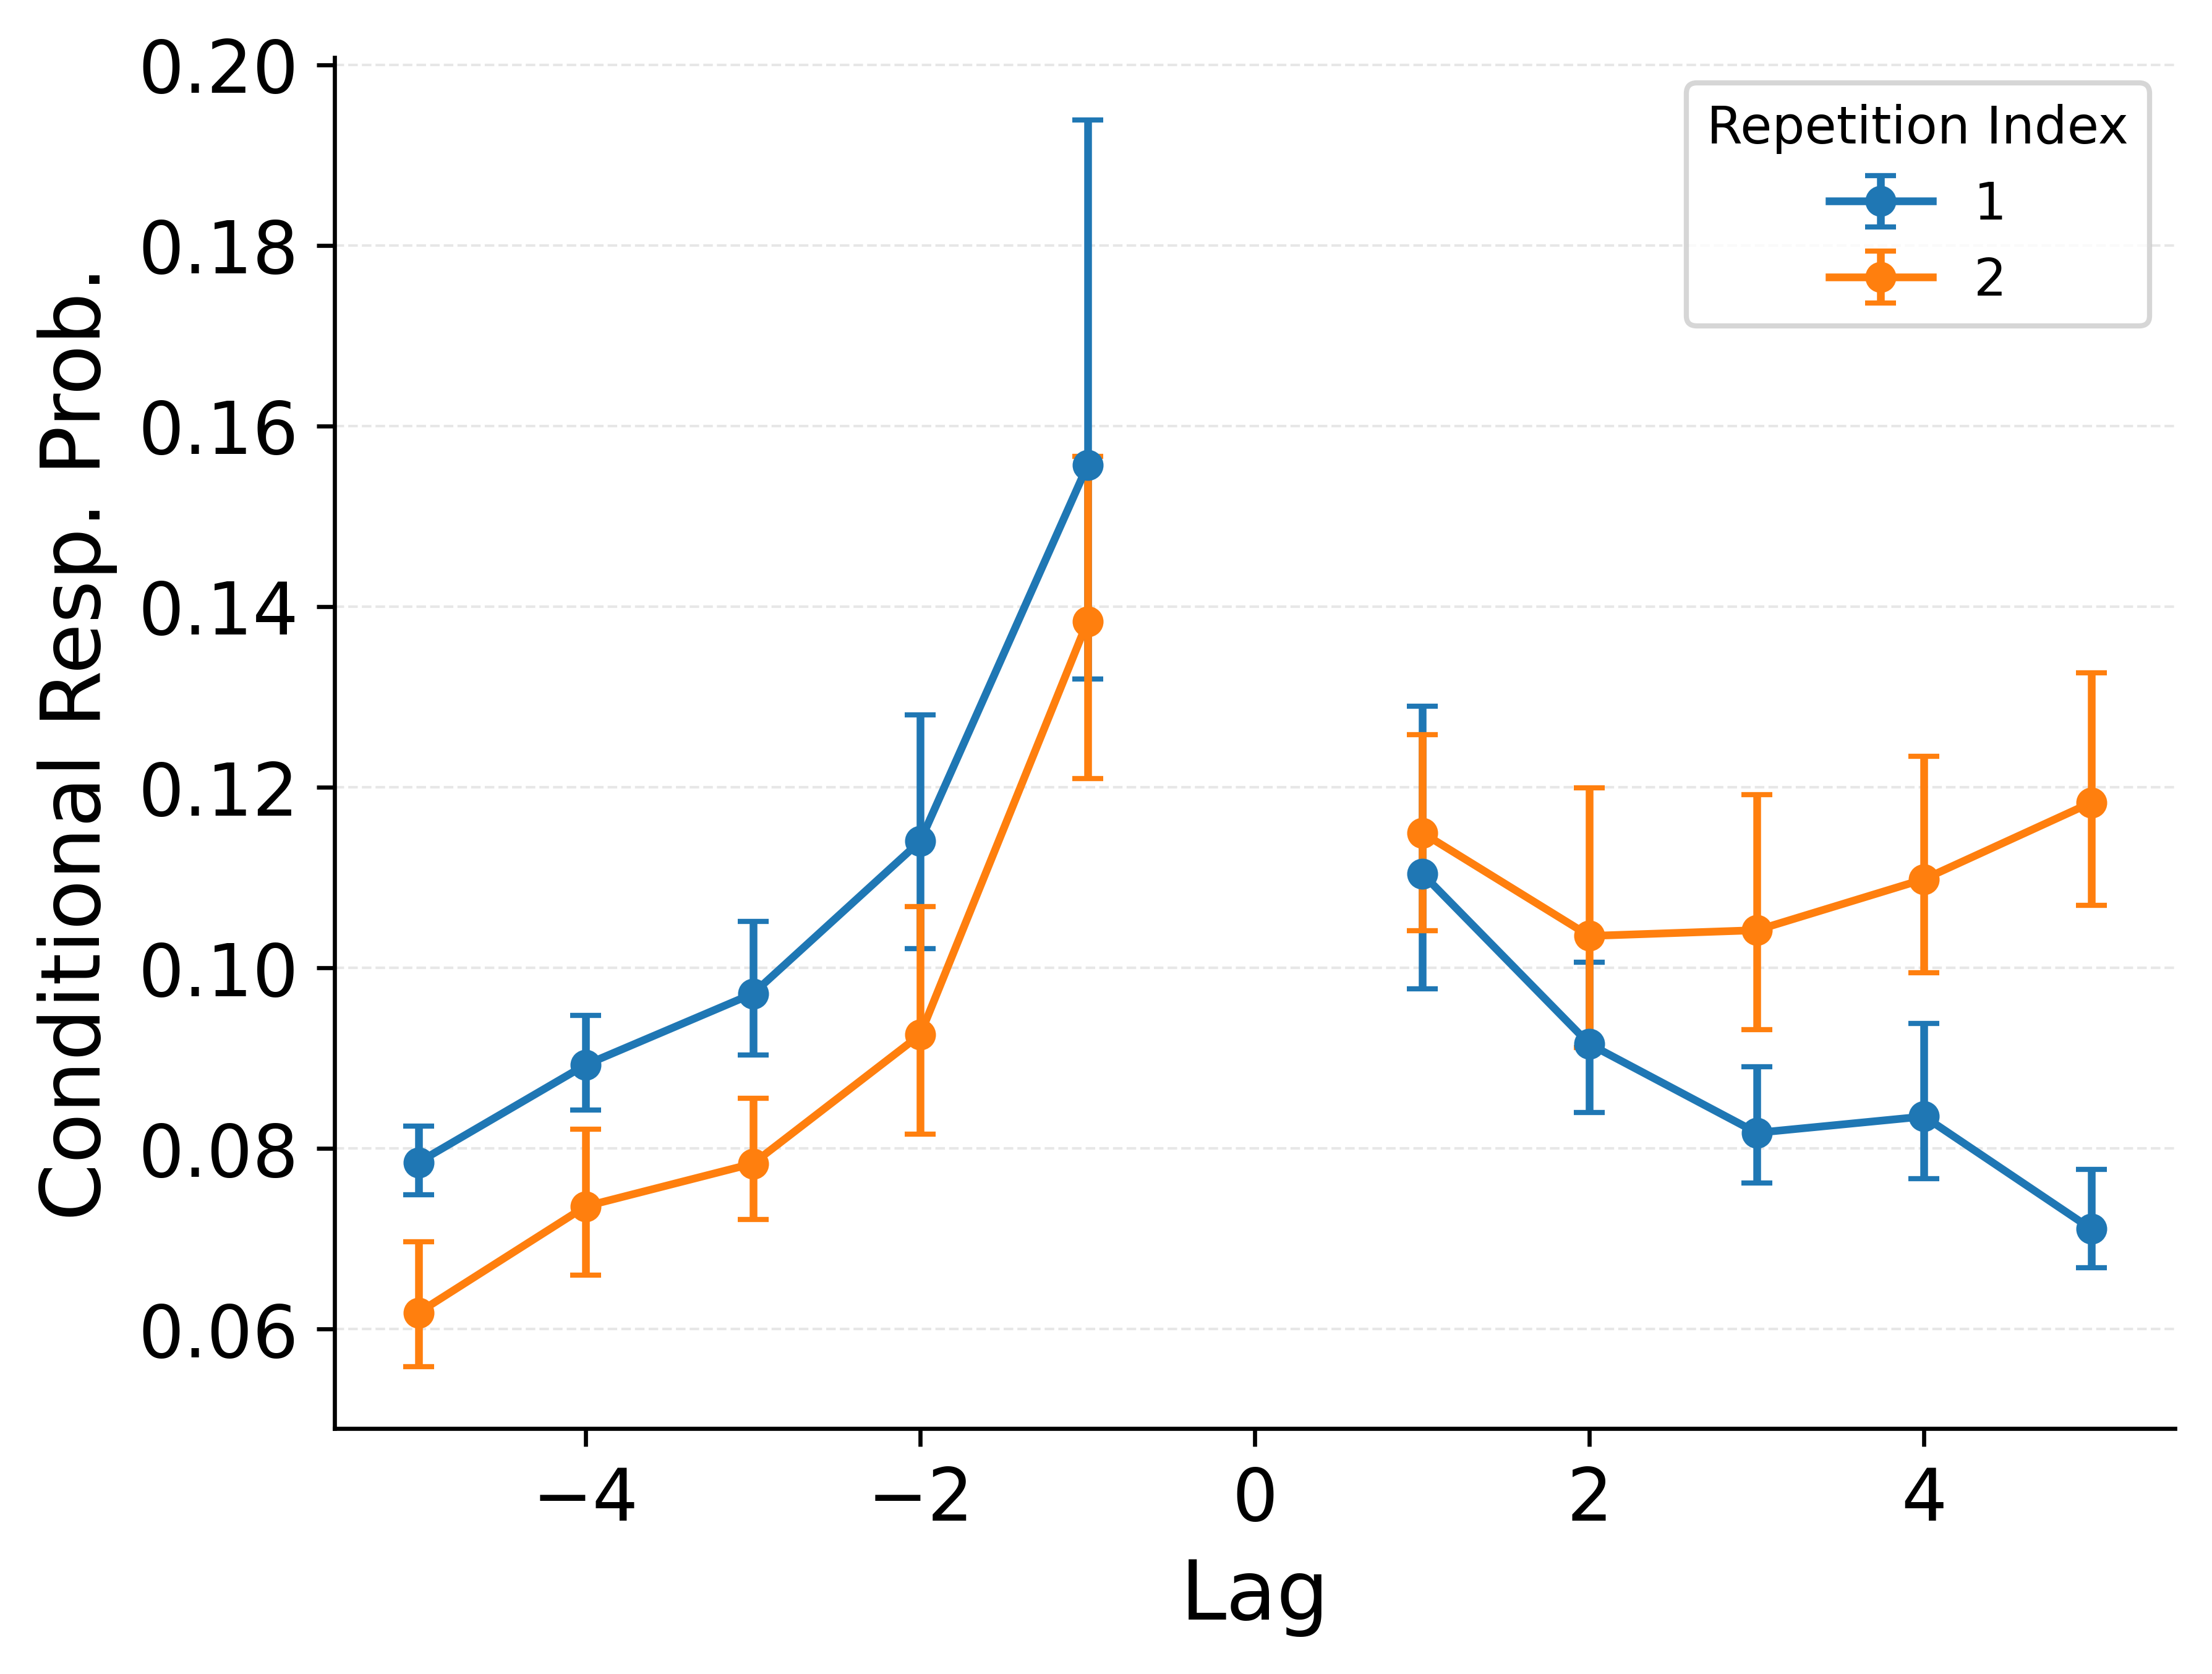 Conditional Resp. Prob.
0.20
0.18
0.16
0.14
0.12
0.10
0.08
0.06
Repetition Index
1
2
−4 −2 0 2 4
Lag